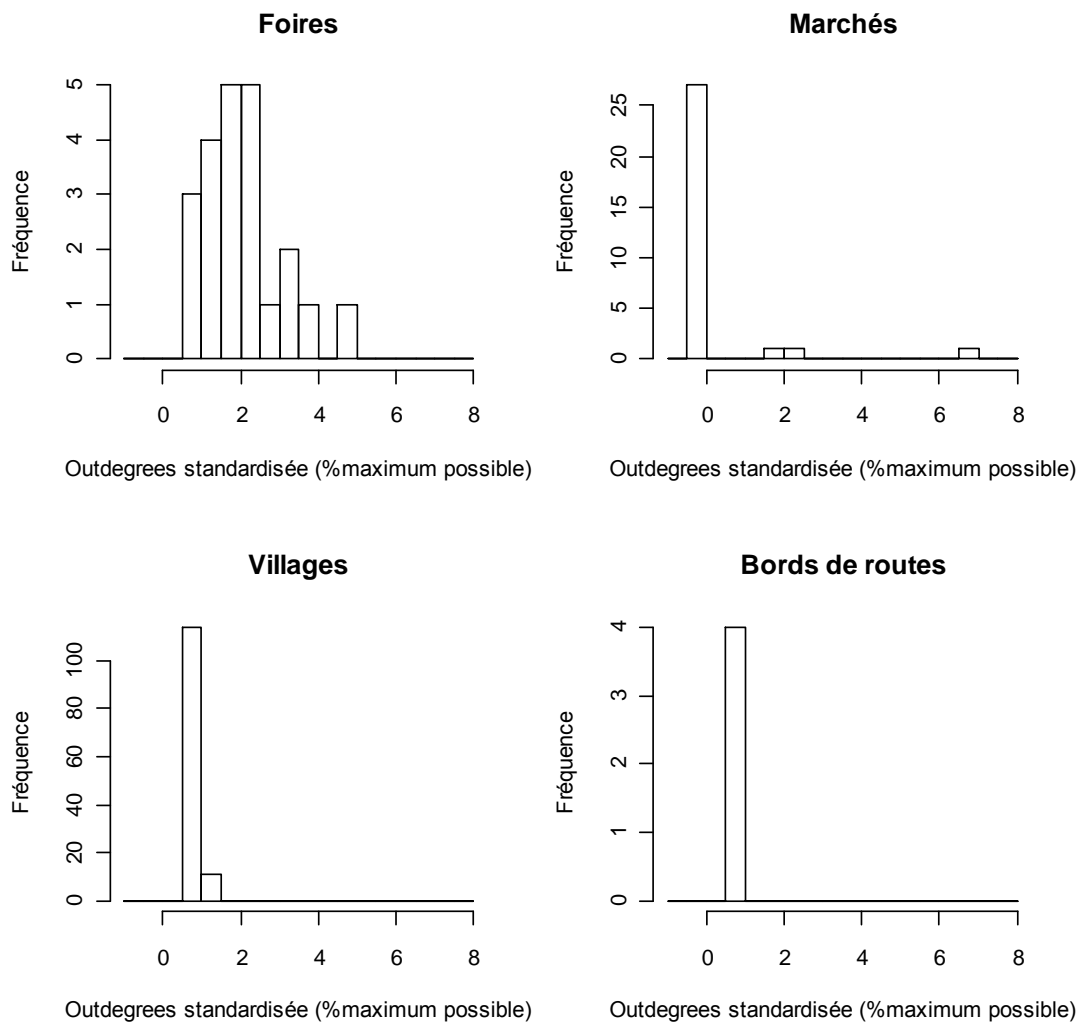 Foires
Fréquence
0 1 2 3 4 5
0 2 4 6 8
Outdegrees standardisée (%maximum possible)
Marchés
Fréquence
0 5 10 15 20 25
0 2 4 6 8
Outdegrees standardisée (%maximum possible)
Villages
Fréquence
0 20 40 60 80 100
0 2 4 6 8
Outdegrees standardisée (%maximum possible)
Bords de routes
Fréquence
0 1 2 3 4
0 2 4 6 8
Outdegrees standardisée (%maximum possible)